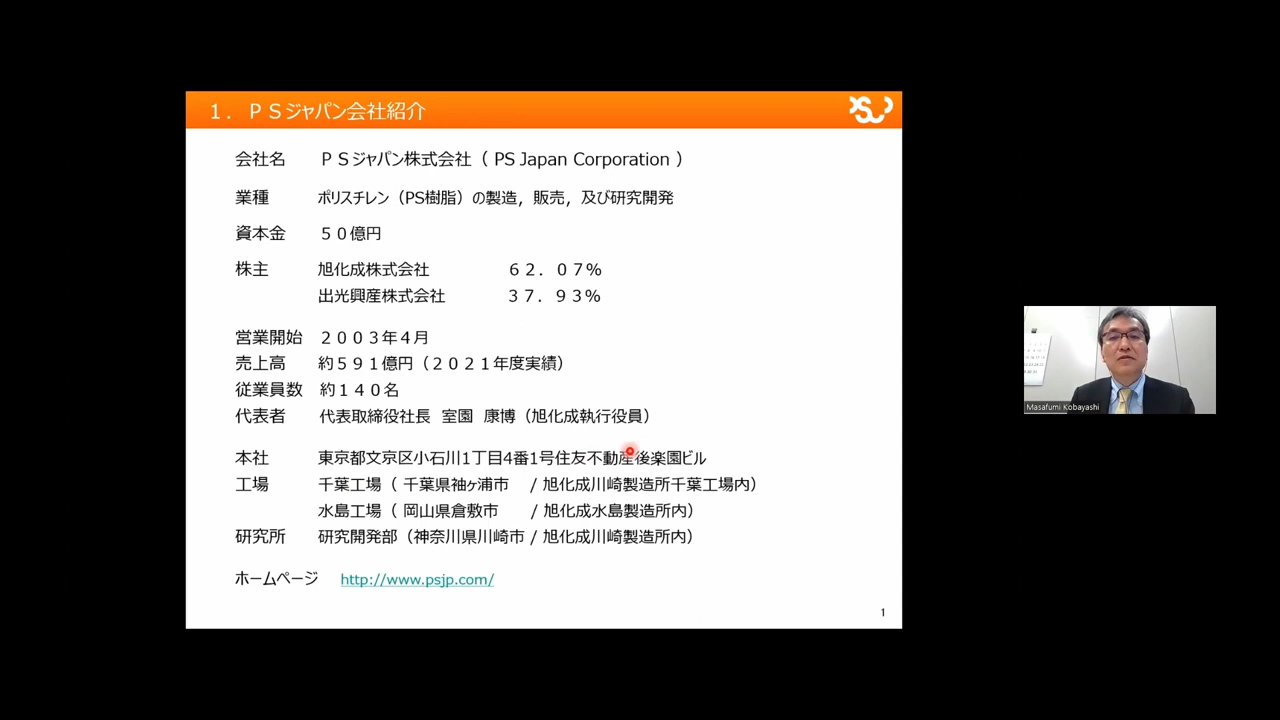 １．ＰＳジャパン会社紹介
会社名 ＰＳジャパン株式会社（ PS Japan Corporation ）
業種 ポリスチレン（PS樹脂）の製造，販売，及び研究開発
資本金 ５０億円
株主 旭化成株式会社 ６２．０７%
出光興産株式会社 ３７．９３%
営業開始 ２００３年４月
売上高 約５９１億円（２０２１年度実績）
従業員数 約１４０名
代表者 代表取締役社長 室園 康博（旭化成執行役員）
本社 東京都文京区小石川1丁目4番1号住友不動産後楽園ビル
工場 千葉工場（ 千葉県袖ヶ浦市 / 旭化成川崎製造所千葉工場内）
水島工場（ 岡山県倉敷市 / 旭化成水島製造所内）
研究所 研究開発部（神奈川県川崎市 / 旭化成川崎製造所内）
ホームページ http://www.psjp.com/
1
Masafumi Kobayashi